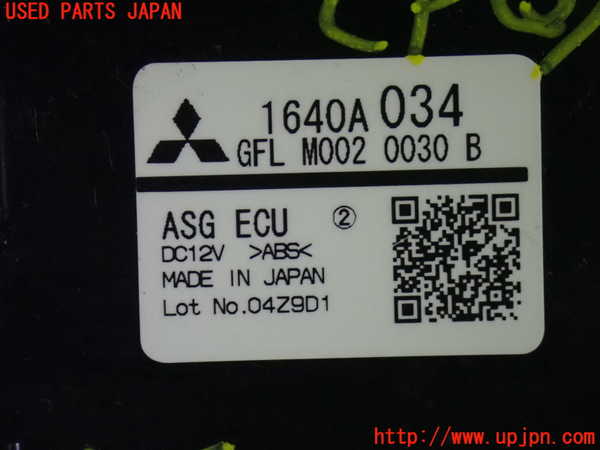 USED PARTS JAPAN
1640A 034
GFL M002 0030 B
ASG ECU ②
DC12V >ABS<
MADE IN JAPAN
Lot No.04Z9D1
http://www.upjpn.com/